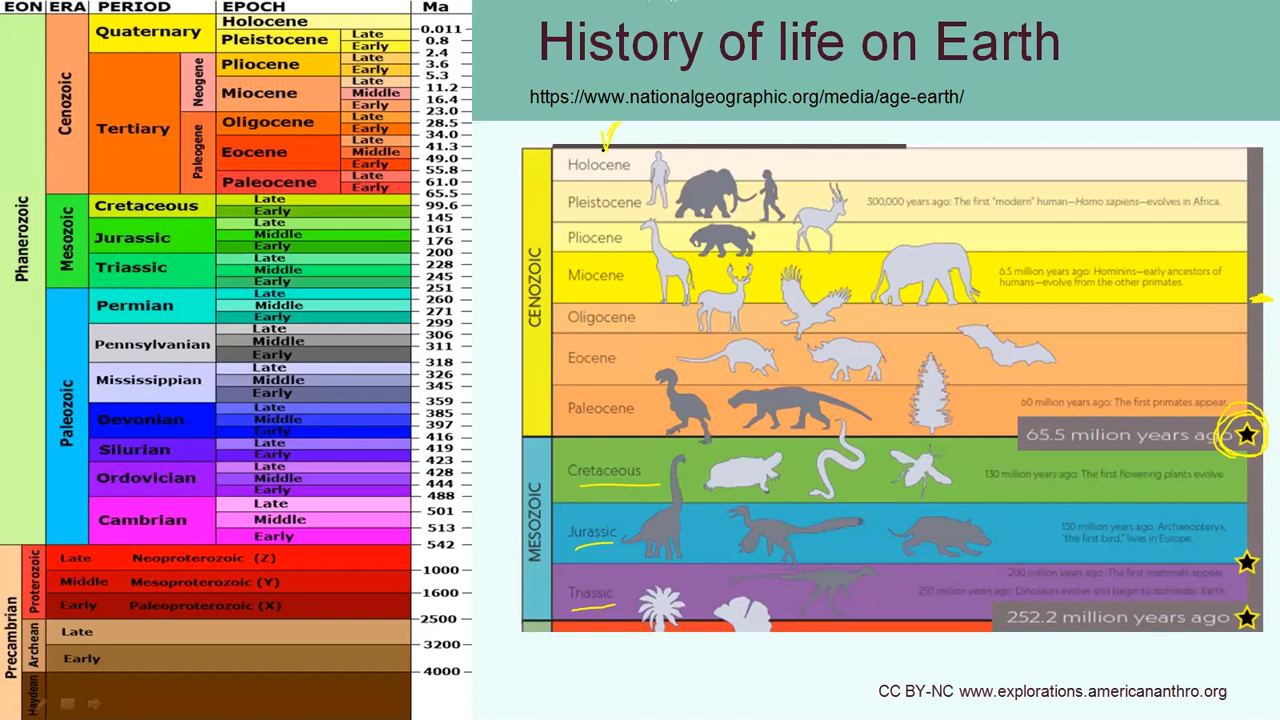 EON ERA PERIOD EPOCH Ma
Phanerozoic
Cenozoic
Quaternary
Holocene
0.011
Pleistocene
Late
0.8
Early
2.4
Tertiary
Neogene
Pliocene
Late
3.6
Early
5.3
Miocene
Late
11.2
Middle
16.4
Early
23.0
Paleogene
Oligocene
Late
28.5
Early
34.0
Eocene
Late
41.3
Middle
49.0
Early
55.8
Paleocene
Late
61.0
Early
65.5
Mesozoic
Cretaceous
Late
99.6
Early
145
Jurassic
Late
161
Middle
176
Early
200
Triassic
Late
228
Middle
245
Early
251
Paleozoic
Permian
Late
260
Middle
271
Early
299
Pennsylvanian
Late
306
Middle
311
Early
318
Mississippian
Late
326
Middle
345
Early
359
Devonian
Late
385
Middle
397
Early
416
Silurian
Late
419
Early
423
Ordovician
Late
428
Middle
444
Early
488
Cambrian
Late
501
Middle
513
Early
542
Precambrian
Proterozoic
Late Neoproterozoic (Z)
1000
Middle Mesoproterozoic (Y)
1600
Early Paleoproterozoic (X)
2500
Archean
Late
3200
Early
4000
Haydean
History of life on Earth
https://www.nationalgeographic.org/media/age-earth/
CENOZOIC
Holocene
Pleistocene
300,000 years ago: The first "modern" human—Homo sapiens—evolves in Africa.
Pliocene
Miocene
6.5 million years ago: Hominins—early ancestors of
humans—evolve from the other primates.
Oligocene
Eocene
Paleocene
60 million years ago: The first primates appear.
65.5 milion years ago
MESOZOIC
Cretaceous
130 million years ago: The first flowering plants evolve.
Jurassic
150 million years ago: Archaeopteryx,
"the first bird," lives in Europe.
Triassic
200 million years ago: The first mammals appear.
250 million years ago: Dinosaurs evolve and begin to dominate Earth
252.2 million years ago
CC BY-NC www.explorations.americananthro.org